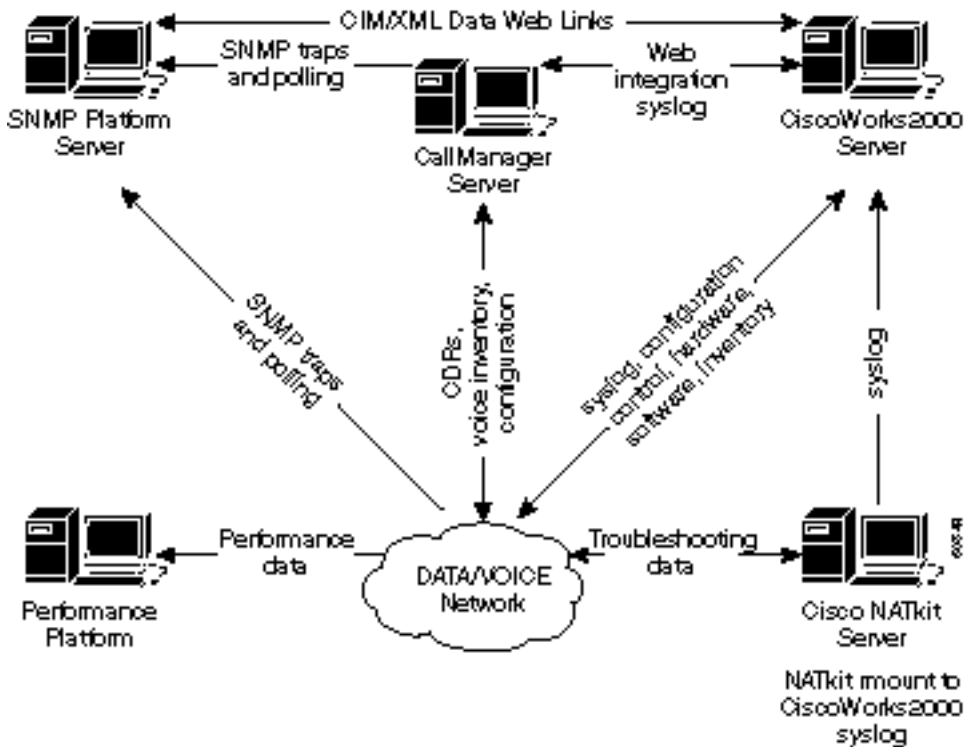 CIM/XML Data Web Links
SNMP traps
and polling
Web
integration
syslog
SNMP Platform
Server
CallManager
Server
CiscoWorks2000
Server
SNMP traps
and polling
CDRs,
voice inventory,
configuration
syslog, configuration
control, hardware,
software, inventory
syslog
Performance
data
DATA/VOICE
Network
Troubleshooting
data
Performance
Platform
Cisco NATkit
Server
NATkit rmount to
CiscoWorks2000
syslog